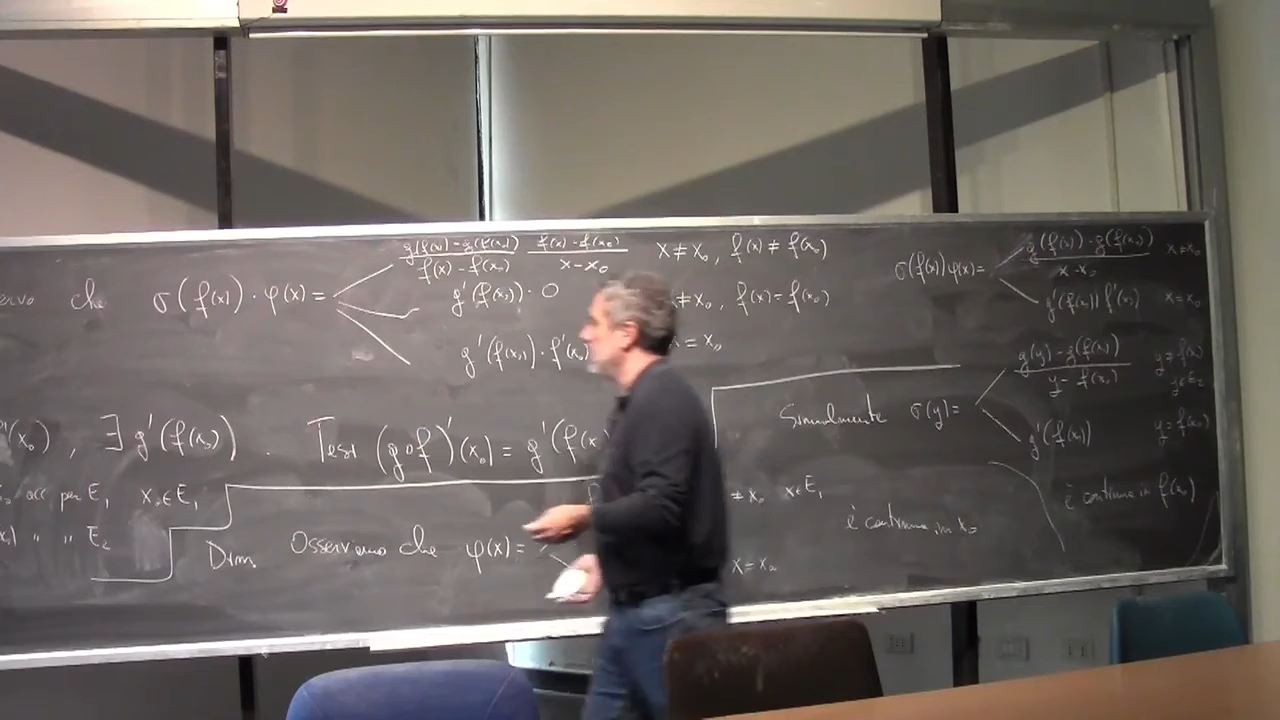 che σ(f(x))·φ(x) =
g(f(x)) - g(f(x₀)) / f(x) - f(x₀) · f(x) - f(x₀) / x - x₀   x ≠ x₀, f(x) ≠ f(x₀)
g'(f(x₀))·0   ≠ x₀, f(x) = f(x₀)
g'(f(x₀))·f'(x₀)   = x₀
σ(f(x))φ(x) =
g(f(x)) - g(f(x₀)) / x - x₀   x ≠ x₀
g'(f(x₀)) f'(x₀)   x = x₀
(x₀), ∃ g'(f(x₀)). Tesi (g∘f)'(x₀) = g'(f(x
acc per E₁   x₀ ∈ E₁
" " E₂
Dim. Osserviamo che φ(x) =
≠ x₀   x ∈ E₁
x = x₀
è continua in x₀
Similmente σ(y) =
g(y) - g(f(x₀)) / y - f(x₀)   y ≠ f(x₀)
y ∈ E₂
g'(f(x₀))   y = f(x₀)
è continua in f(x₀)